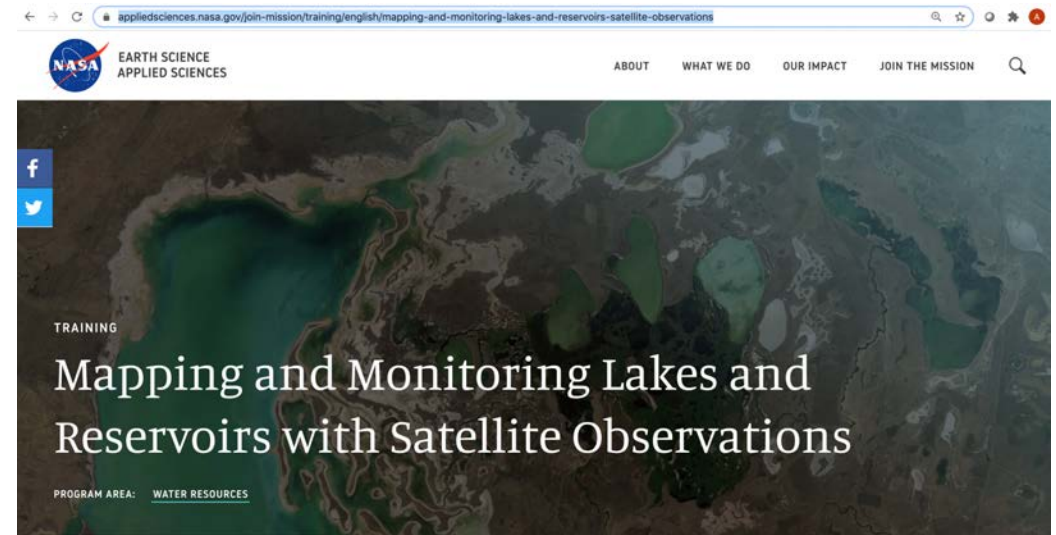 appliedsciences.nasa.gov/join-mission/training/english/mapping-and-monitoring-lakes-and-reservoirs-satellite-observations
A
NASA
EARTH SCIENCE
APPLIED SCIENCES
ABOUT
WHAT WE DO
OUR IMPACT
JOIN THE MISSION
f
TRAINING
Mapping and Monitoring Lakes and
Reservoirs with Satellite Observations
PROGRAM AREA: WATER RESOURCES